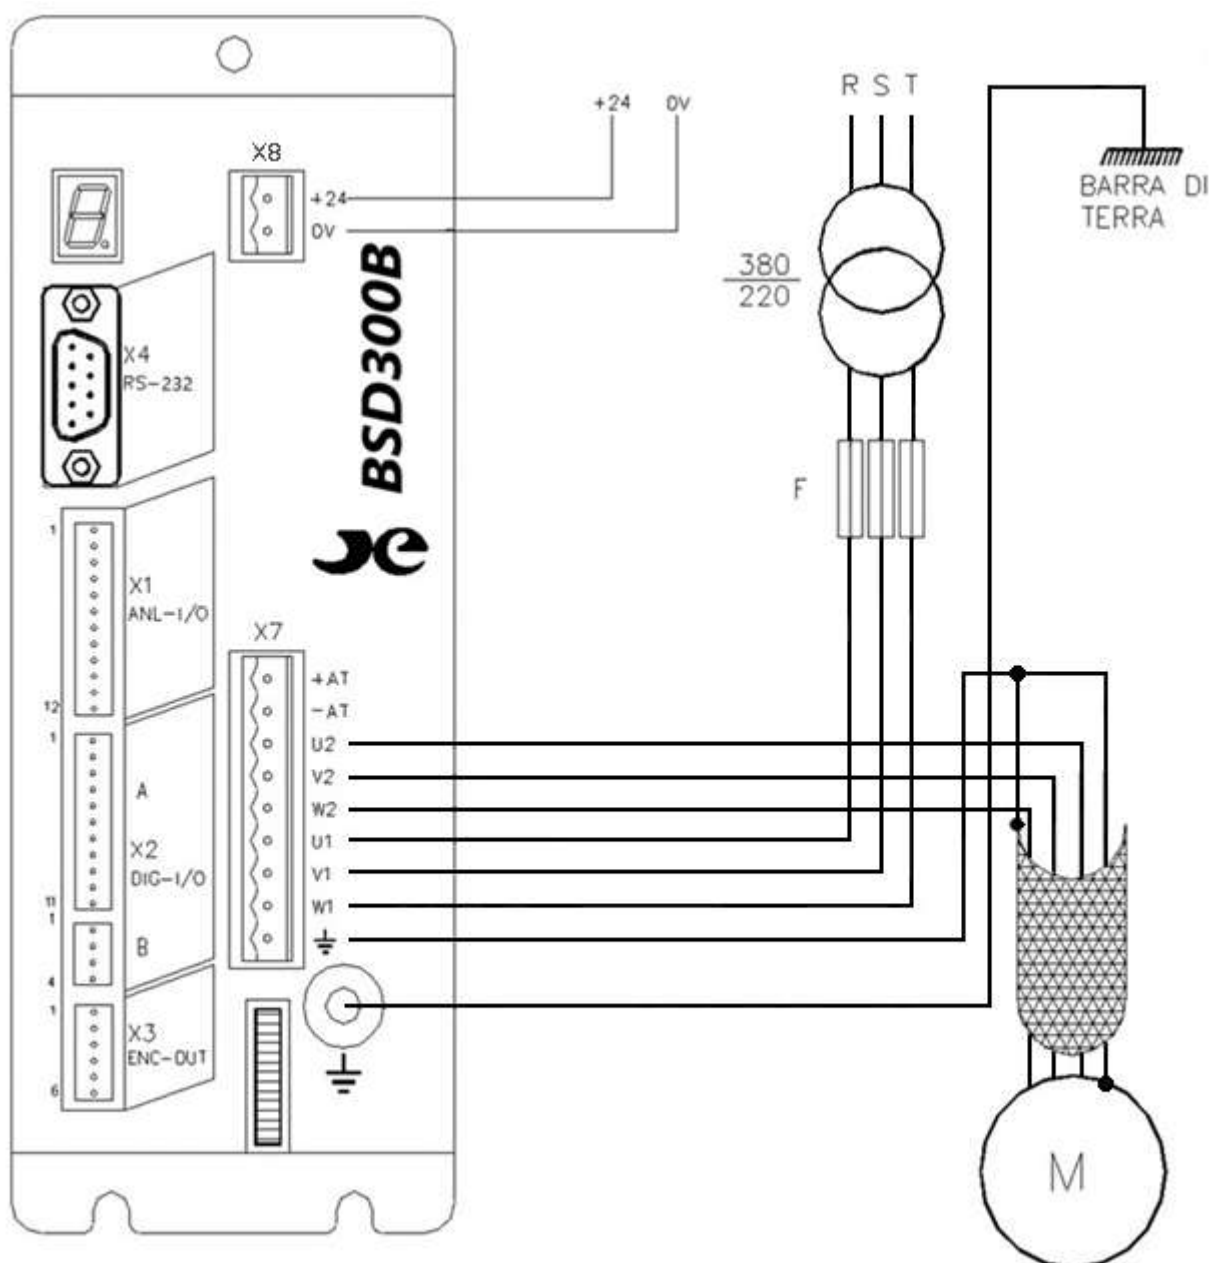 R S T
+24 0V
X8
+24
0V
BARRA DI
TERRA
380
220
BSD300B
X4
RS-232
F
1
X1
ANL-I/O
12
X7
+AT
-AT
U2
V2
W2
U1
V1
W1
1
A
X2
DIG-I/O
11
1
B
4
1
X3
ENC-OUT
6
M